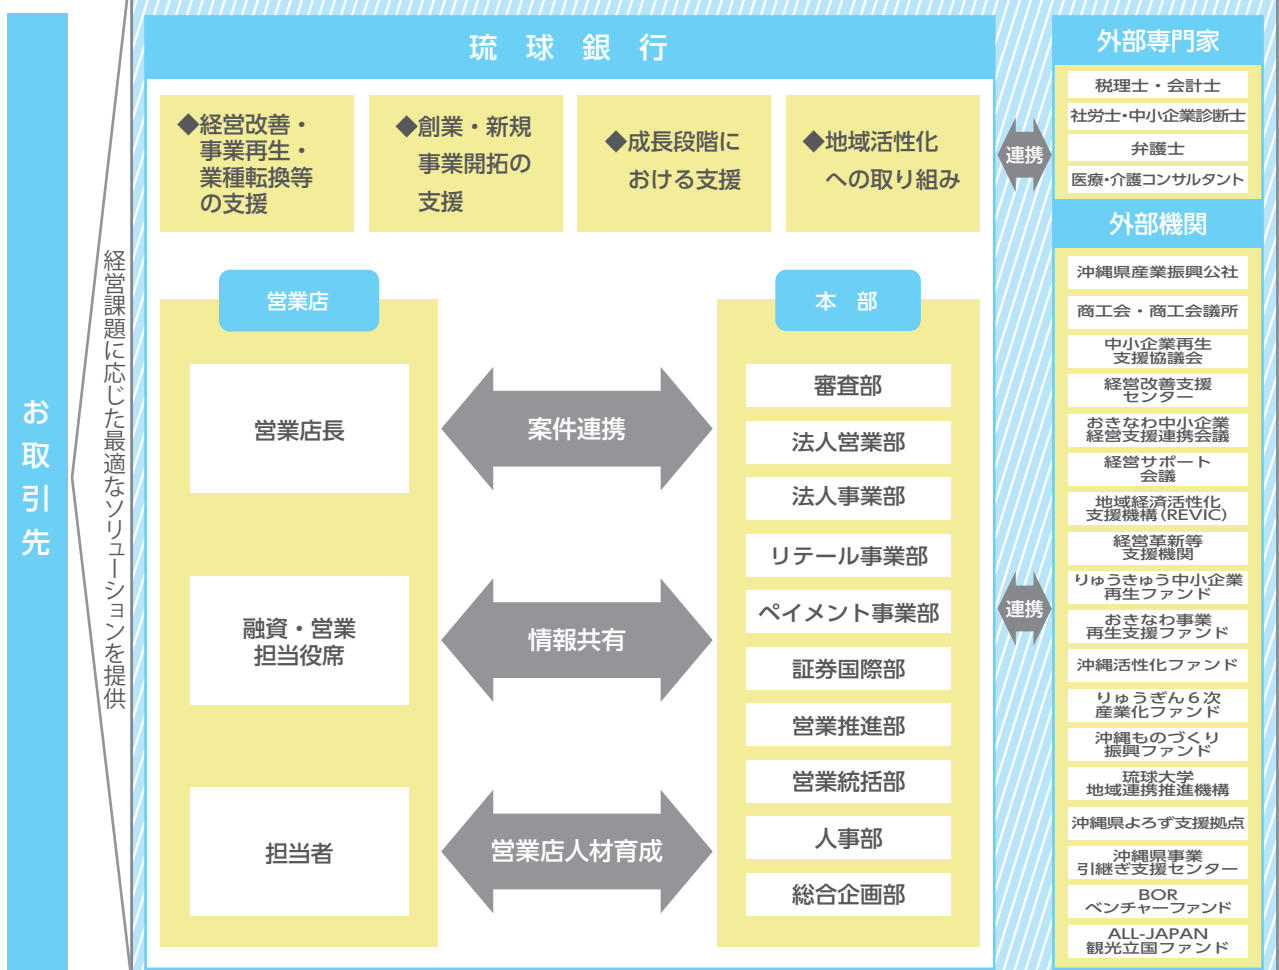 お取引先
経営課題に応じた最適なソリューションを提供
琉球銀行
◆経営改善・
事業再生・
業種転換等
の支援
◆創業・新規
事業開拓の
支援
◆成長段階に
おける支援
◆地域活性化
への取り組み
営業店
営業店長
融資・営業
担当役席
担当者
案件連携
情報共有
営業店人材育成
本部
審査部
法人営業部
法人事業部
リテール事業部
ペイメント事業部
証券国際部
営業推進部
営業統括部
人事部
総合企画部
連携
連携
外部専門家
税理士・会計士
社労士・中小企業診断士
弁護士
医療・介護コンサルタント
外部機関
沖縄県産業振興公社
商工会・商工会議所
中小企業再生
支援協議会
経営改善支援
センター
おきなわ中小企業
経営支援連携会議
経営サポート
会議
地域経済活性化
支援機構(REVIC)
経営革新等
支援機関
りゅうきゅう中小企業
再生ファンド
おきなわ事業
再生支援ファンド
沖縄活性化ファンド
りゅうぎん6次
産業化ファンド
沖縄ものづくり
振興ファンド
琉球大学
地域連携推進機構
沖縄県よろず支援拠点
沖縄県事業
引継ぎ支援センター
BOR
ベンチャーファンド
ALL-JAPAN
観光立国ファンド